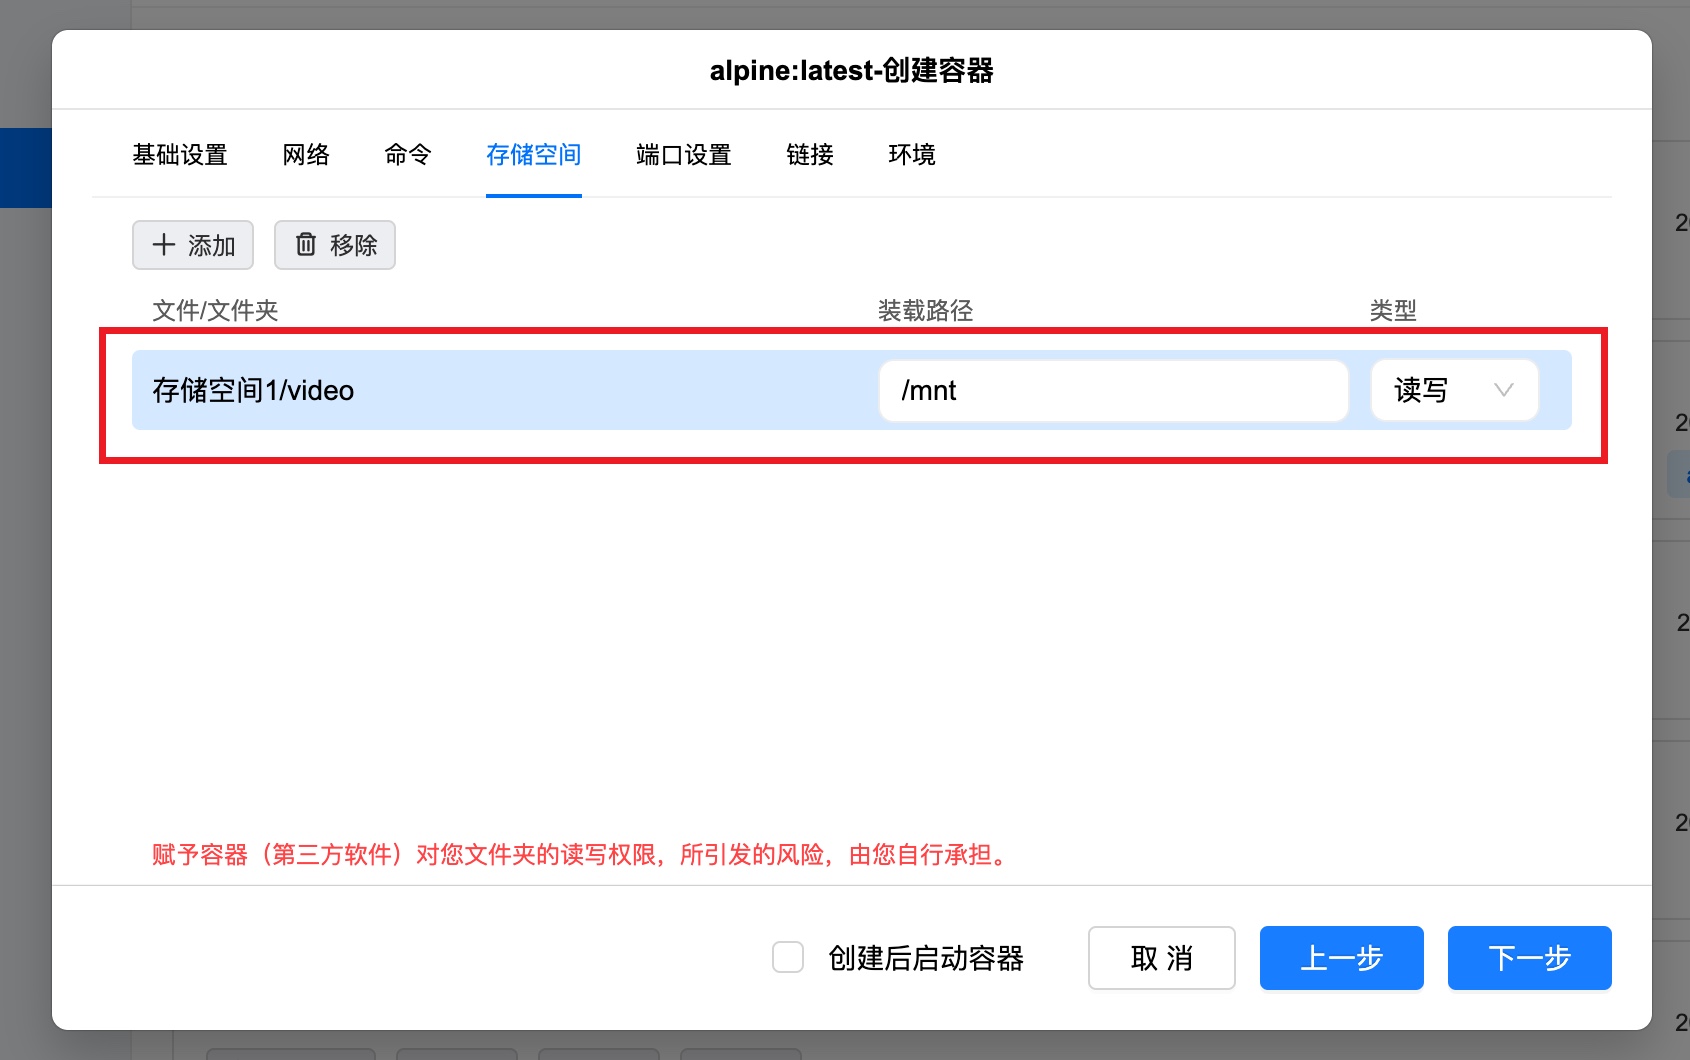 alpine:latest-创建容器
基础设置 网络 命令 存储空间 端口设置 链接 环境
添加 移除
文件/文件夹 装载路径 类型
存储空间1/video /mnt 读写
赋予容器（第三方软件）对您文件夹的读写权限，所引发的风险，由您自行承担。
创建后启动容器 取 消 上一步 下一步